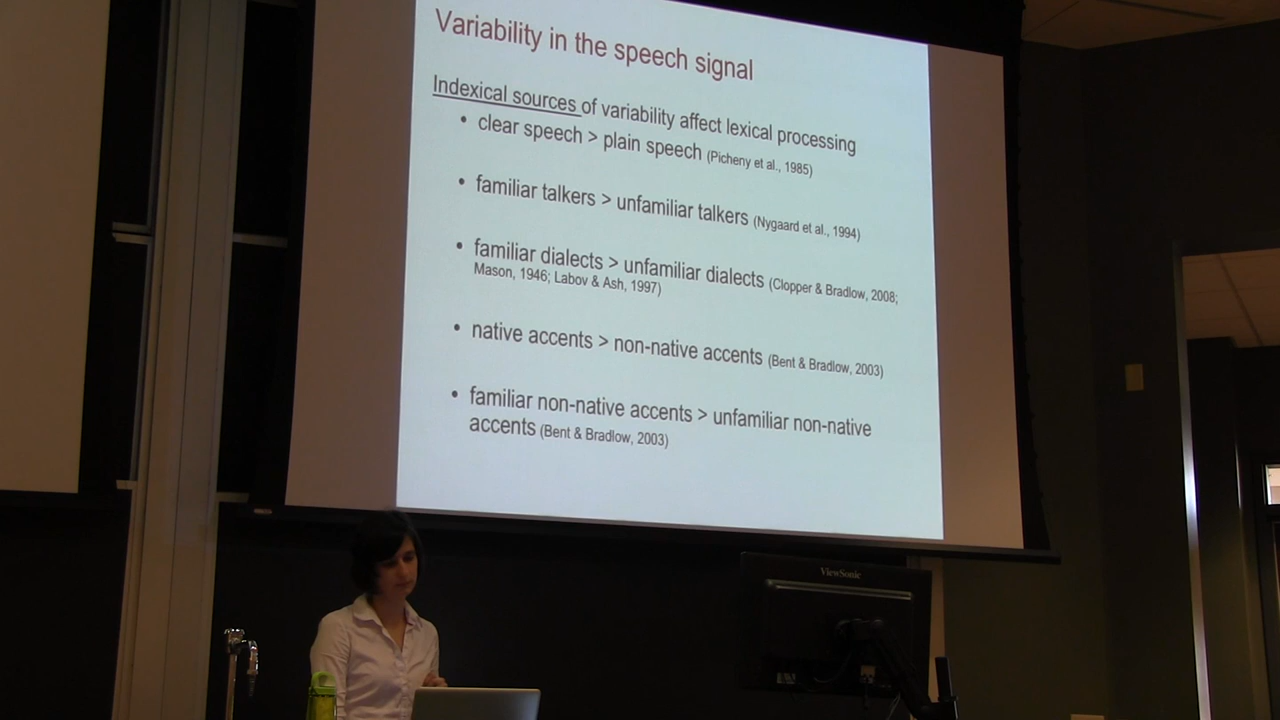 Variability in the speech signal
Indexical sources of variability affect lexical processing
• clear speech > plain speech (Picheny et al., 1985)
• familiar talkers > unfamiliar talkers (Nygaard et al., 1994)
• familiar dialects > unfamiliar dialects (Clopper & Bradlow, 2008;
Mason, 1946; Labov & Ash, 1997)
• native accents > non-native accents (Bent & Bradlow, 2003)
• familiar non-native accents > unfamiliar non-native
accents (Bent & Bradlow, 2003)
ViewSonic